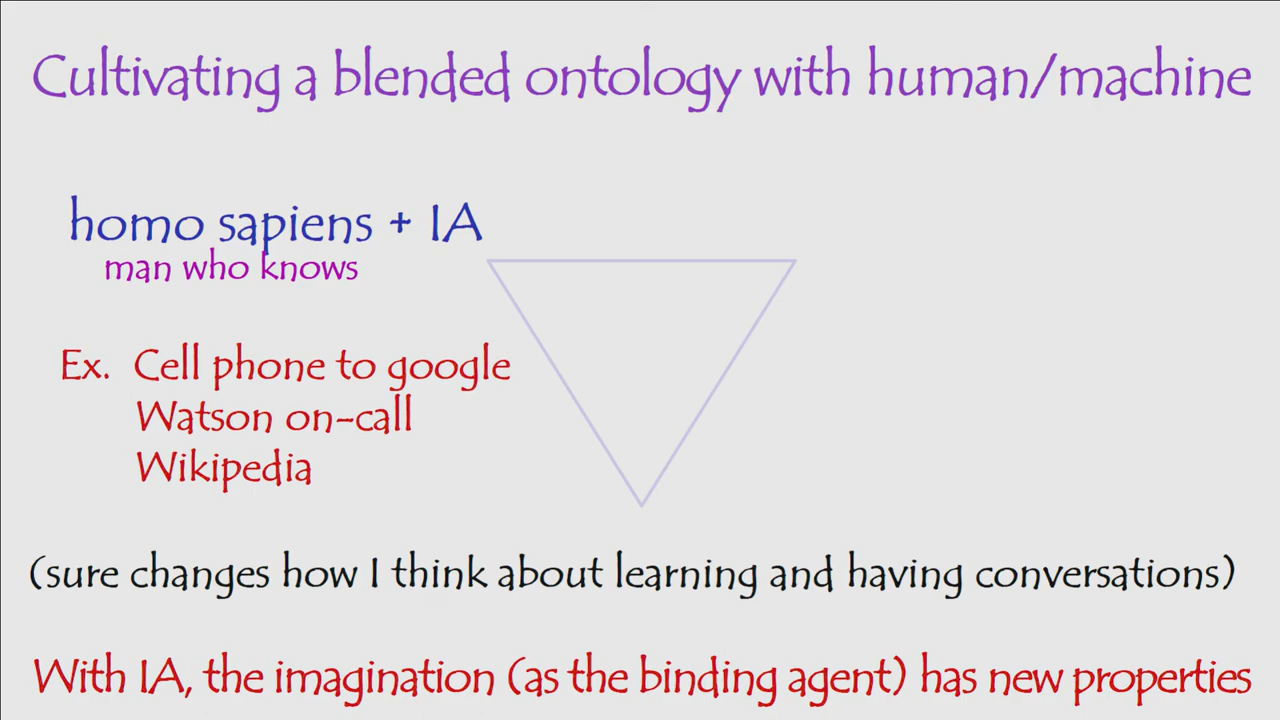 Cultivating a blended ontology with human/machine
homo sapiens + IA
man who knows
Ex. Cell phone to google
Watson on-call
Wikipedia
(sure changes how I think about learning and having conversations)
With IA, the imagination (as the binding agent) has new properties